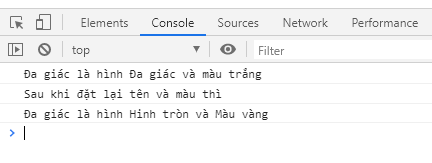 Elements Console Sources Network Performance
top Filter
Đa giác là hình Đa giác và màu trắng
Sau khi đặt lại tên và màu thì
Đa giác là hình Hinh tròn và Màu vàng